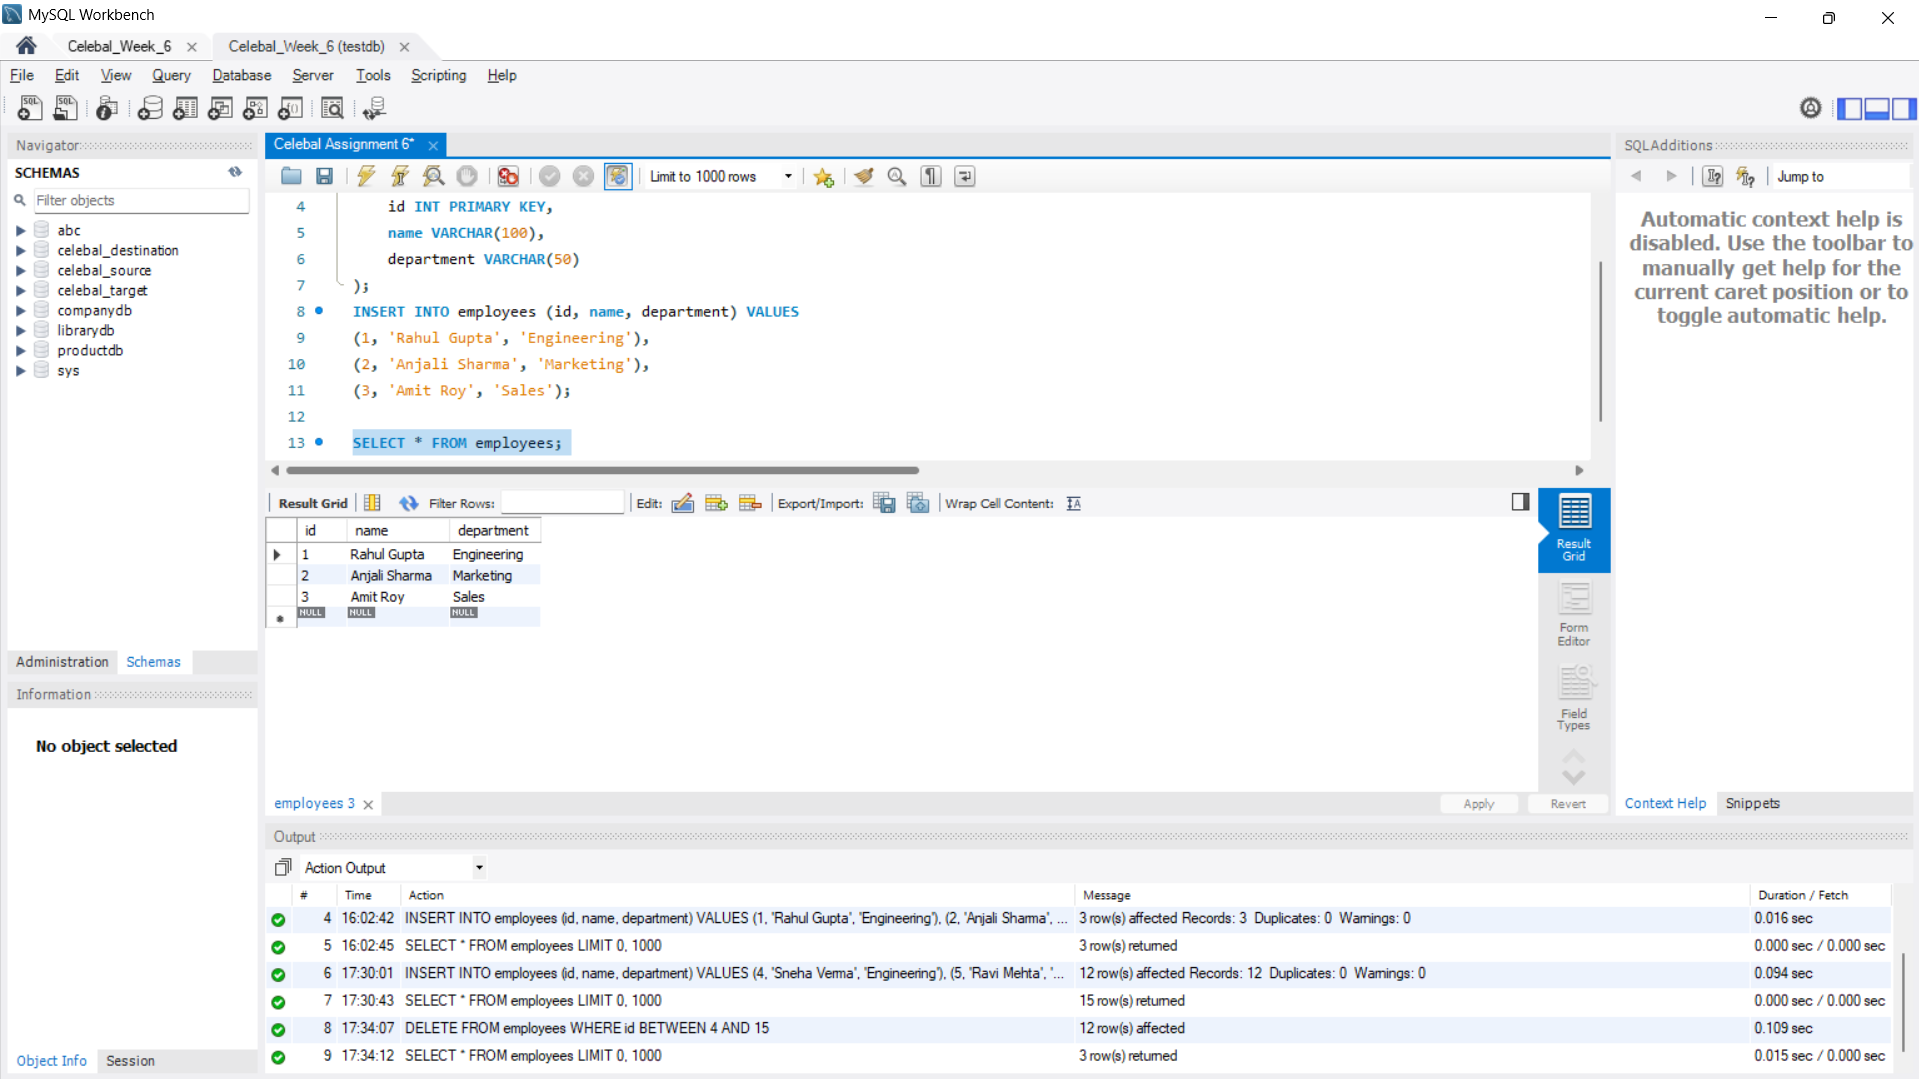 MySQL Workbench
Celebal_Week_6
Celebal_Week_6 (testdb)
File Edit View Query Database Server Tools Scripting Help
Navigator
SCHEMAS
Filter objects
abc
celebal_destination
celebal_source
celebal_target
companydb
librarydb
productdb
sys
Administration Schemas
Information
No object selected
Object Info Session
Celebal Assignment 6*
Limit to 1000 rows
4 id INT PRIMARY KEY,
5 name VARCHAR(100),
6 department VARCHAR(50)
7 );
8 INSERT INTO employees (id, name, department) VALUES
9 (1, 'Rahul Gupta', 'Engineering'),
10 (2, 'Anjali Sharma', 'Marketing'),
11 (3, 'Amit Roy', 'Sales');
12
13 SELECT * FROM employees;
Result Grid Filter Rows: Edit: Export/Import: Wrap Cell Content:
id name department
1 Rahul Gupta Engineering
2 Anjali Sharma Marketing
3 Amit Roy Sales
NULL NULL NULL
Result
Grid
Form
Editor
Field
Types
employees 3
Apply Revert
SQLAdditions
Jump to
Automatic context help is
disabled. Use the toolbar to
manually get help for the
current caret position or to
toggle automatic help.
Context Help Snippets
Output
Action Output
# Time Action Message Duration / Fetch
4 16:02:42 INSERT INTO employees (id, name, department) VALUES (1, 'Rahul Gupta', 'Engineering'), (2, 'Anjali Sharma', ... 3 row(s) affected Records: 3 Duplicates: 0 Warnings: 0 0.016 sec
5 16:02:45 SELECT * FROM employees LIMIT 0, 1000 3 row(s) returned 0.000 sec / 0.000 sec
6 17:30:01 INSERT INTO employees (id, name, department) VALUES (4, 'Sneha Verma', 'Engineering'), (5, 'Ravi Mehta', '... 12 row(s) affected Records: 12 Duplicates: 0 Warnings: 0 0.094 sec
7 17:30:43 SELECT * FROM employees LIMIT 0, 1000 15 row(s) returned 0.000 sec / 0.000 sec
8 17:34:07 DELETE FROM employees WHERE id BETWEEN 4 AND 15 12 row(s) affected 0.109 sec
9 17:34:12 SELECT * FROM employees LIMIT 0, 1000 3 row(s) returned 0.015 sec / 0.000 sec